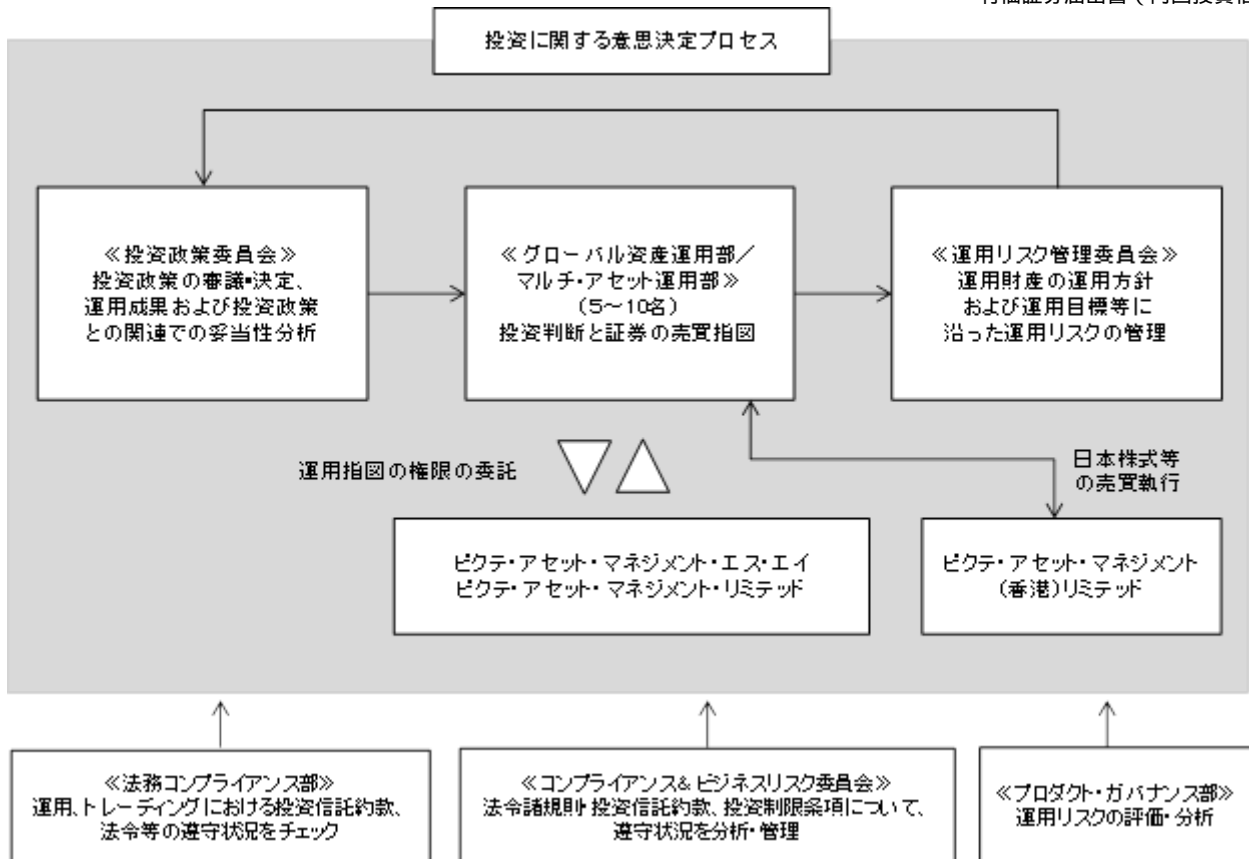 投資に関する意思決定プロセス
≪投資政策委員会≫
投資政策の審議・決定、
運用成果および投資政策
との関連での妥当性分析
≪グローバル資産運用部／
マルチ・アセット運用部≫
(5～10名)
投資判断と証券の売買指図
≪運用リスク管理委員会≫
運用財産の運用方針
および運用目標等に
沿った運用リスクの管理
運用指図の権限の委託
日本株式等
の売買執行
ピクテ・アセット・マネジメント・エス・エイ
ピクテ・アセット・マネジメント・リミテッド
ピクテ・アセット・マネジメント
(香港)リミテッド
≪法務コンプライアンス部≫
運用、トレーディングにおける投資信託約款、
法令等の遵守状況をチェック
≪コンプライアンス&ビジネスリスク委員会≫
法令諸規則・投資信託約款、投資制限条項について、
遵守状況を分析・管理
≪プロダクト・ガバナンス部≫
運用リスクの評価・分析